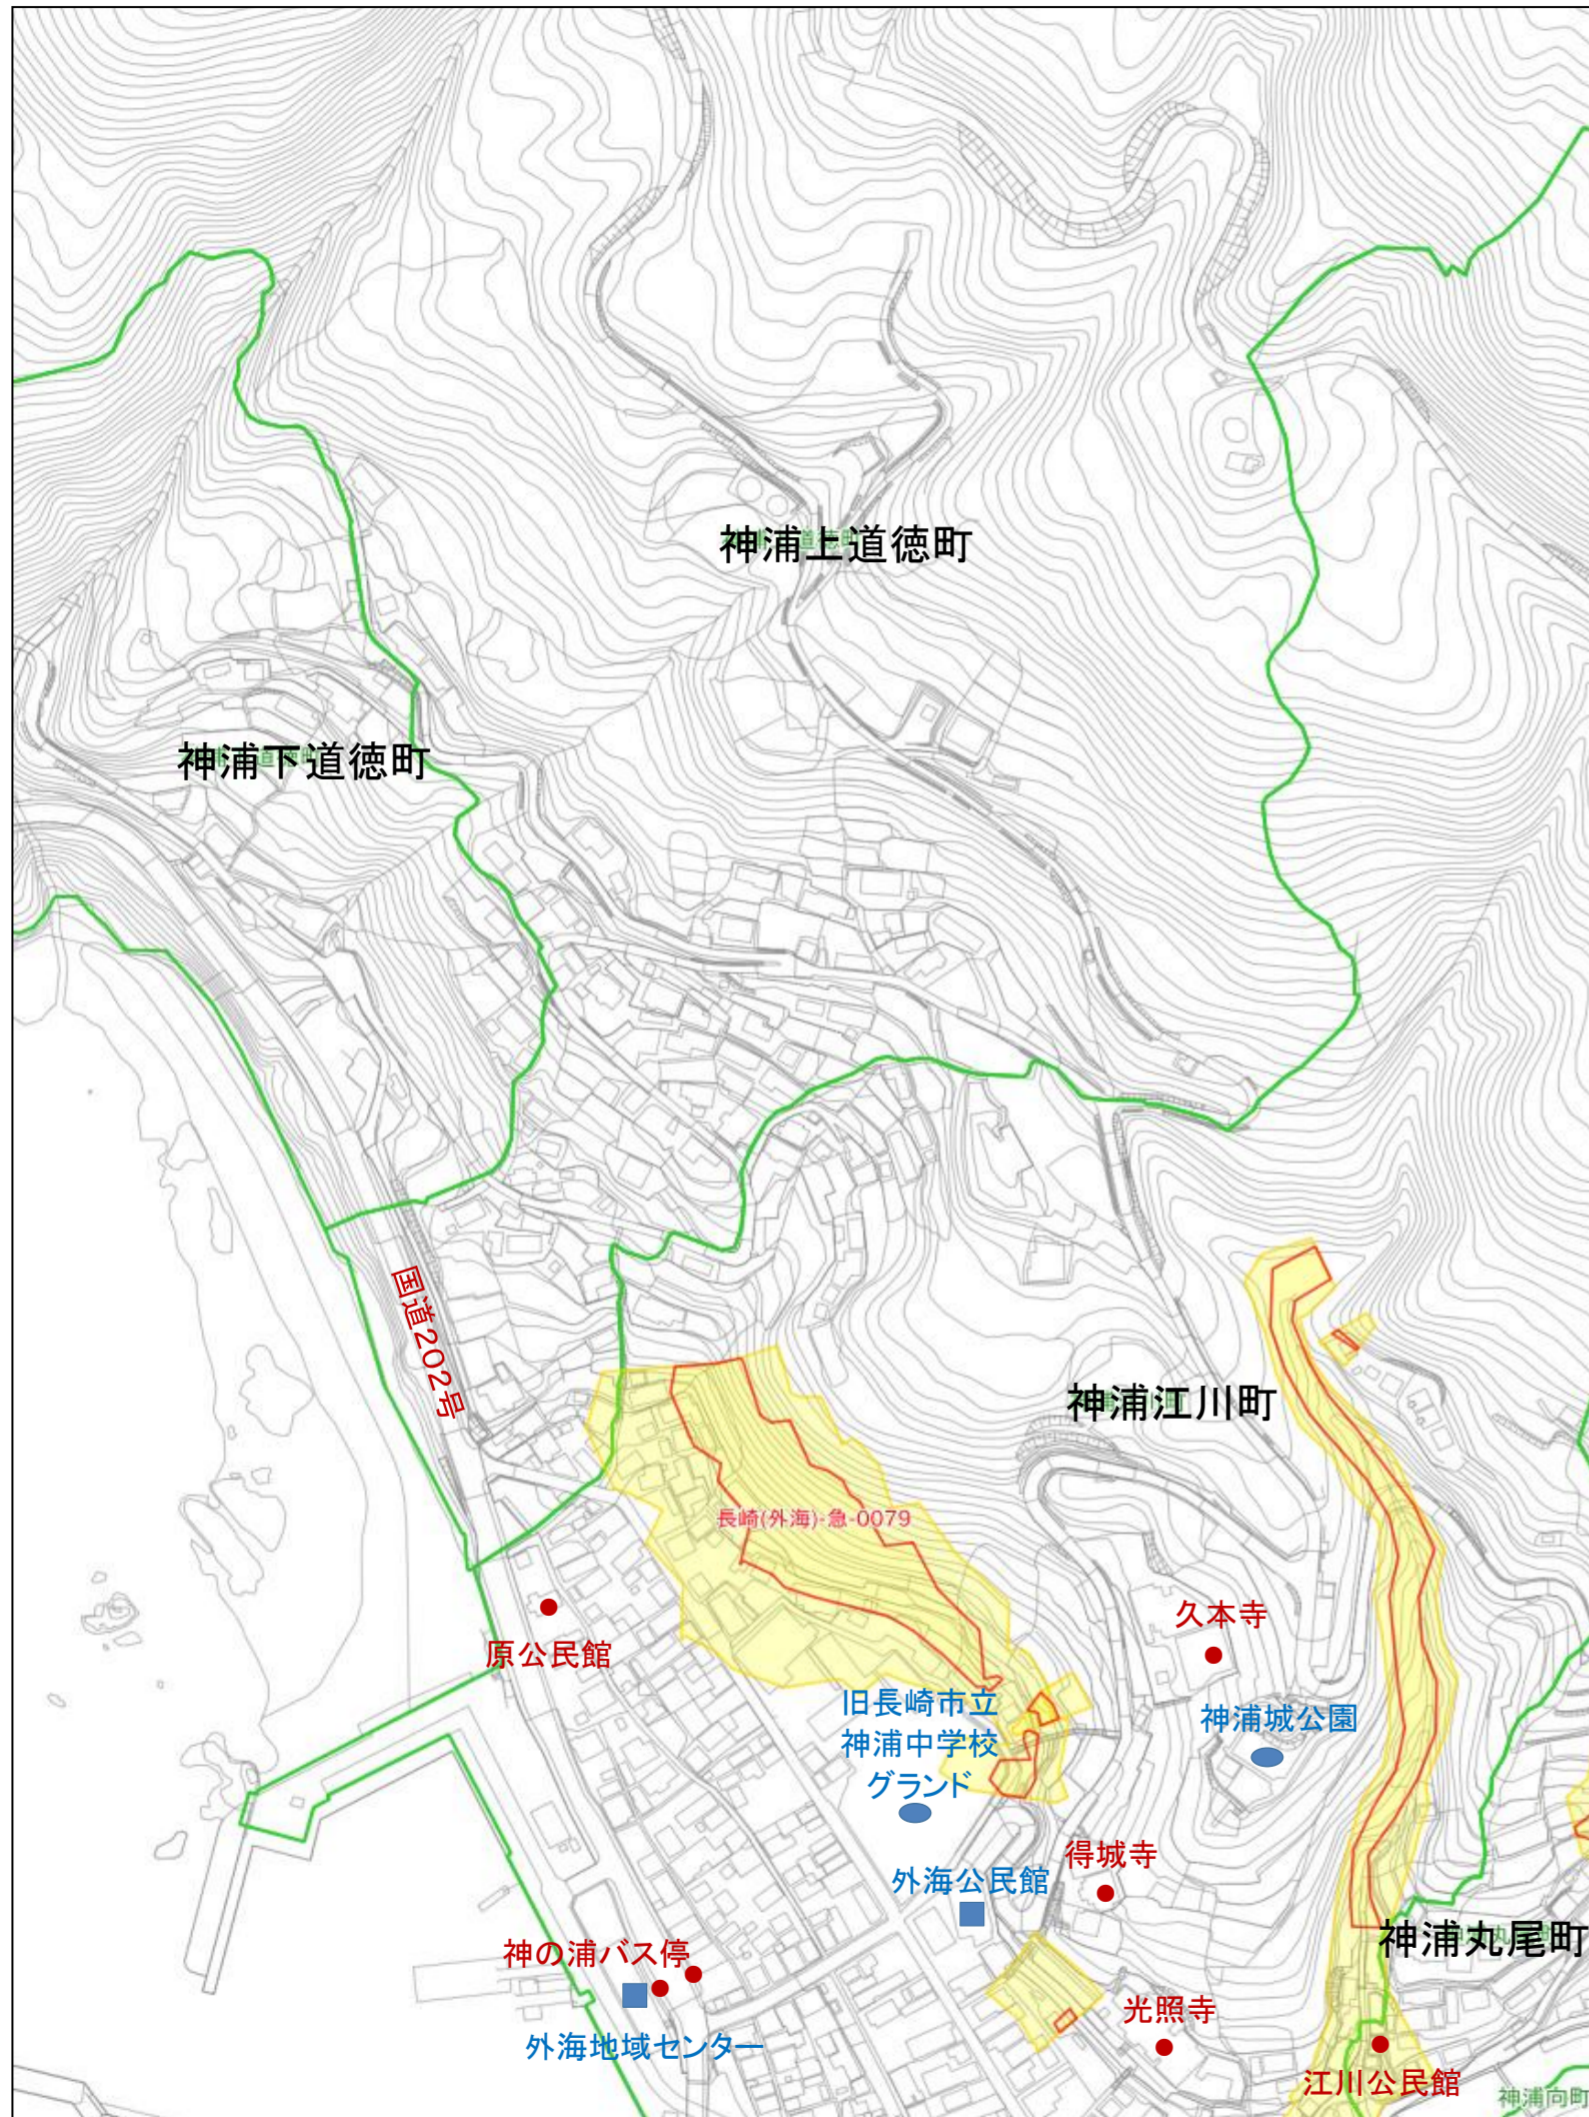 神浦上道徳町
神浦下道徳町
国道202号
神浦江川町
長崎(外海)-急-0079
久本寺
原公民館
旧長崎市立
神浦中学校
グランド
神浦城公園
得城寺
外海公民館
神浦丸尾町
神の浦バス停
光照寺
外海地域センター
江川公民館
神浦向町